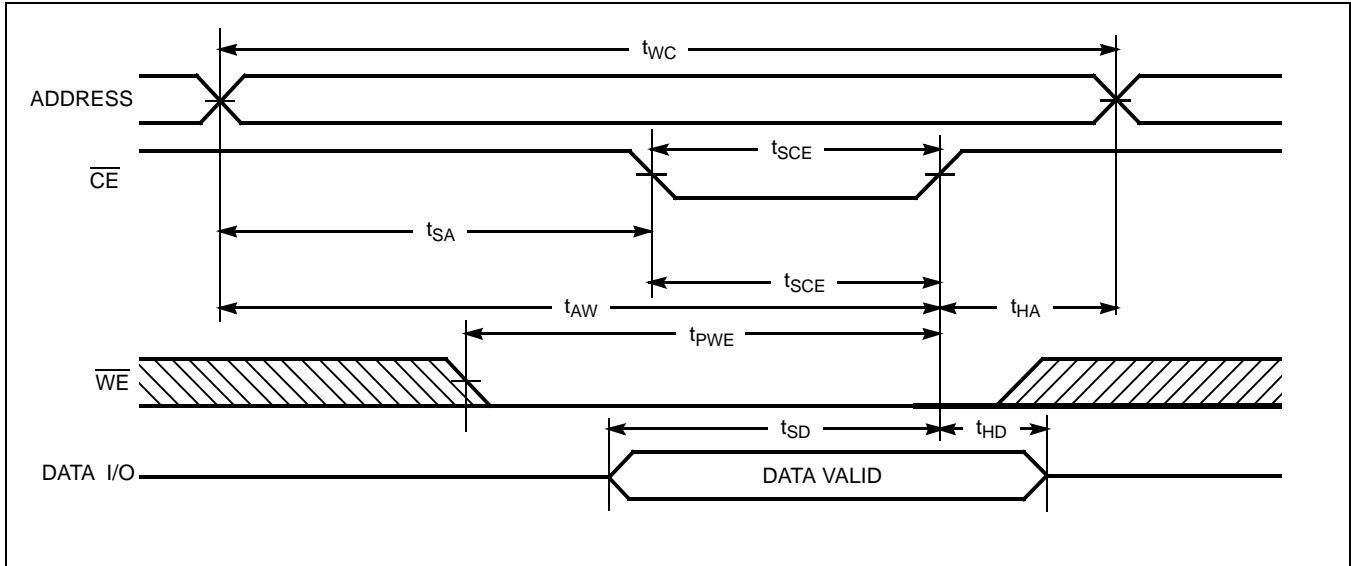 tWC
ADDRESS
tSCE
CE
tSA
tSCE
tAW
tHA
tPWE
WE
tSD
tHD
DATA I/O
DATA VALID